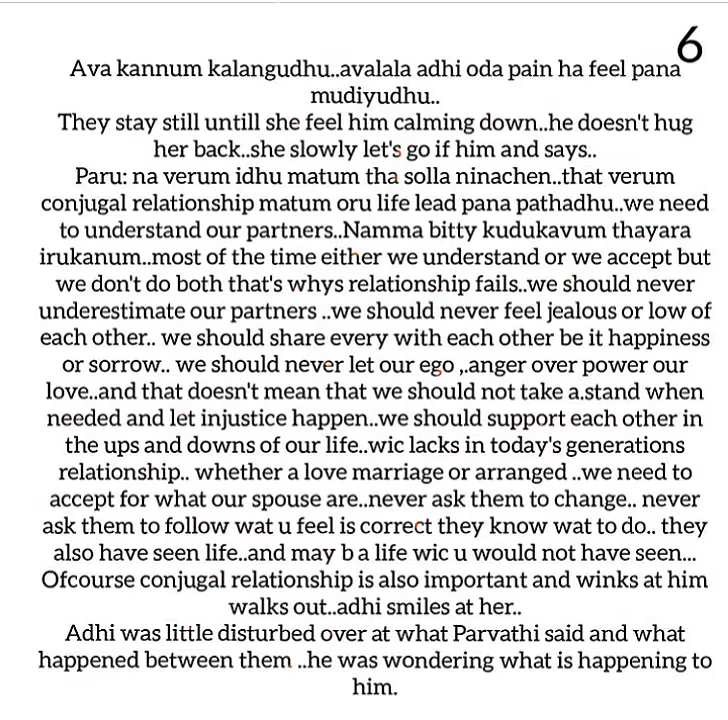 6
Ava kannum kalangudhu..avalala adhi oda pain ha feel pana
mudiyudhu..
They stay still untill she feel him calming down..he doesn't hug
her back..she slowly let's go if him and says..
Paru: na verum idhu matum tha solla ninachen..that verum
conjugal relationship matum oru life lead pana pathadhu..we need
to understand our partners..Namma bitty kudukavum thayara
irukanum..most of the time either we understand or we accept but
we don't do both that's whys relationship fails..we should never
underestimate our partners ..we should never feel jealous or low of
each other.. we should share every with each other be it happiness
or sorrow.. we should never let our ego ,.anger over power our
love..and that doesn't mean that we should not take a.stand when
needed and let injustice happen..we should support each other in
the ups and downs of our life..wic lacks in today's generations
relationship.. whether a love marriage or arranged ..we need to
accept for what our spouse are..never ask them to change.. never
ask them to follow wat u feel is correct they know wat to do.. they
also have seen life..and may b a life wic u would not have seen...
Ofcourse conjugal relationship is also important and winks at him
walks out..adhi smiles at her..
Adhi was little disturbed over at what Parvathi said and what
happened between them ..he was wondering what is happening to
him.